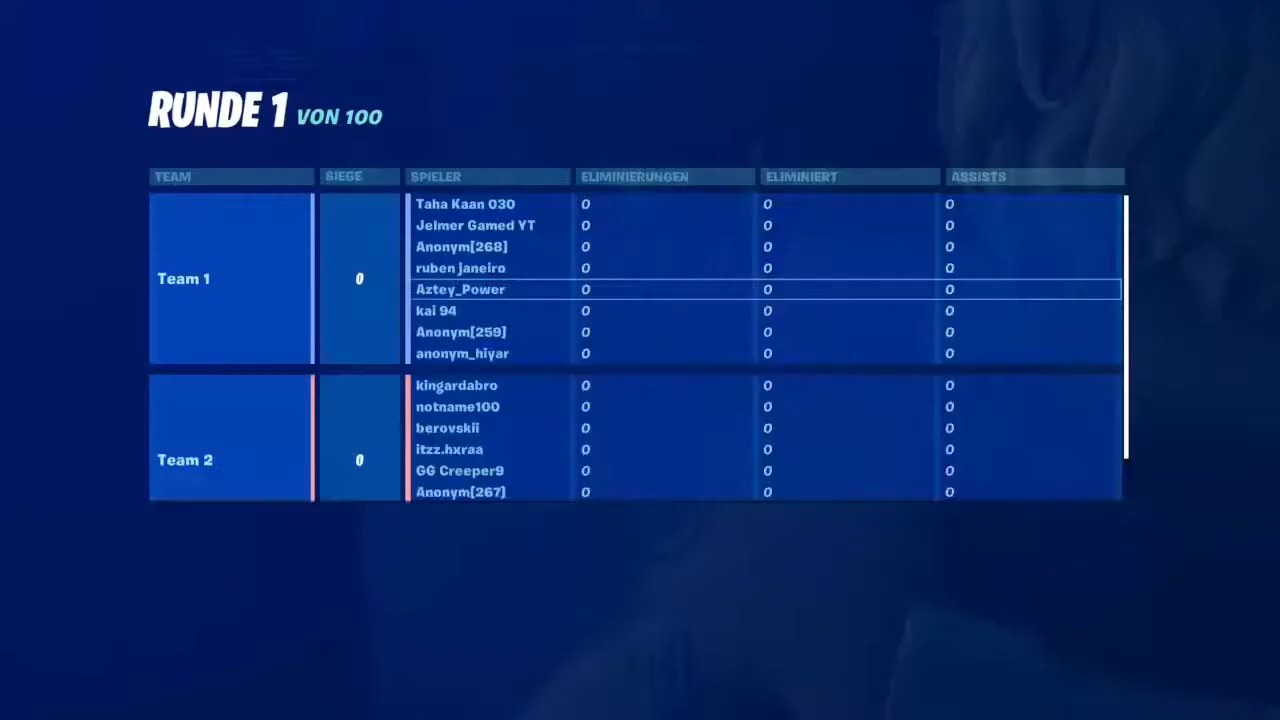 RUNDE 1 VON 100
TEAM SIEGE SPIELER ELIMINIERUNGEN ELIMINIERT ASSISTS
Team 1 0
Taha Kaan 030 0 0 0
Jelmer Gamed YT 0 0 0
Anonym[268] 0 0 0
ruben janeiro 0 0 0
Aztey_Power 0 0 0
kai 94 0 0 0
Anonym[259] 0 0 0
anonym_hiyar 0 0 0
Team 2 0
kingardabro 0 0 0
notname100 0 0 0
berovskii 0 0 0
itzz.hxraa 0 0 0
GG Creeper9 0 0 0
Anonym[267] 0 0 0